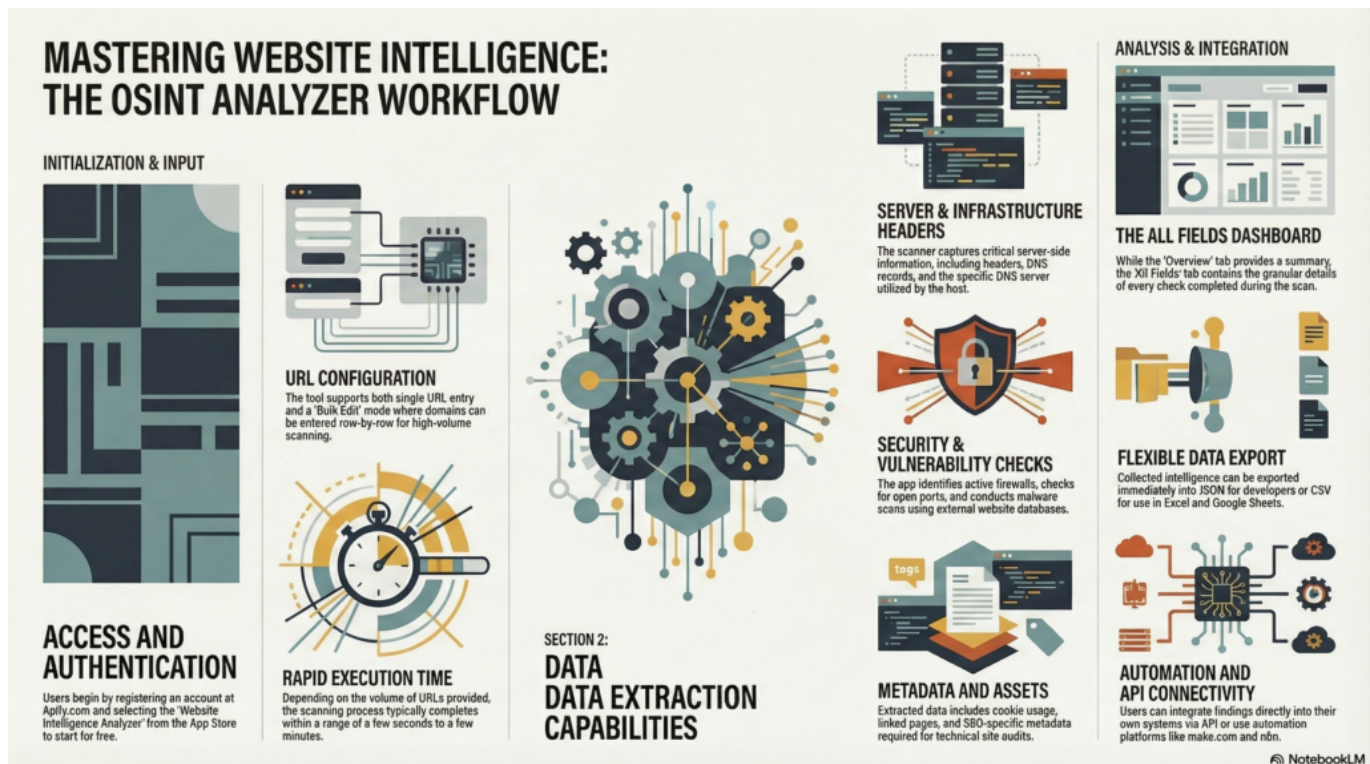 MASTERING WEBSITE INTELLIGENCE:
THE OSINT ANALYZER WORKFLOW
INITIALIZATION & INPUT
ACCESS AND
AUTHENTICATION
Users begin by registering an account at
Apify.com and selecting the 'Website
Intelligence Analyzer' from the App Store
to start for free.
URL CONFIGURATION
The tool supports both single URL entry
and a 'Buik Edit' mode where domains can
be entered row-by-row for high-volume
scanning.
RAPID EXECUTION TIME
Depending on the volume of URLs provided,
the scanning process typically completes
within a range of a few seconds to a few
minutes.
SECTION 2:
DATA
DATA EXTRACTION
CAPABILITIES
SERVER & INFRASTRUCTURE
HEADERS
The scanner captures critical server-side
information, including headers, DNS
records, and the specific DNS server
utilized by the host.
SECURITY &
VULNERABILITY CHECKS
The app identifies active firewalls, checks
for open ports, and conducts malware
scans using external website databases.
tags
METADATA AND ASSETS
Extracted data includes cookie usage,
linked pages, and SBO-specific metadata
required for technical site audits.
ANALYSIS & INTEGRATION
THE ALL FIELDS DASHBOARD
While the 'Overview' tab provides a summary,
the Xil Fields' tab contains the granular details
of every check completed during the scan.
FLEXIBLE DATA EXPORT
Collected intelligence can be exported
immediately into JSON for developers or CSV
for use in Excel and Google Sheets.
AUTOMATION AND
API CONNECTIVITY
Users can integrate findings directly into their
own systems via API or use automation
platforms like make.com and n8n.
NotebookLM